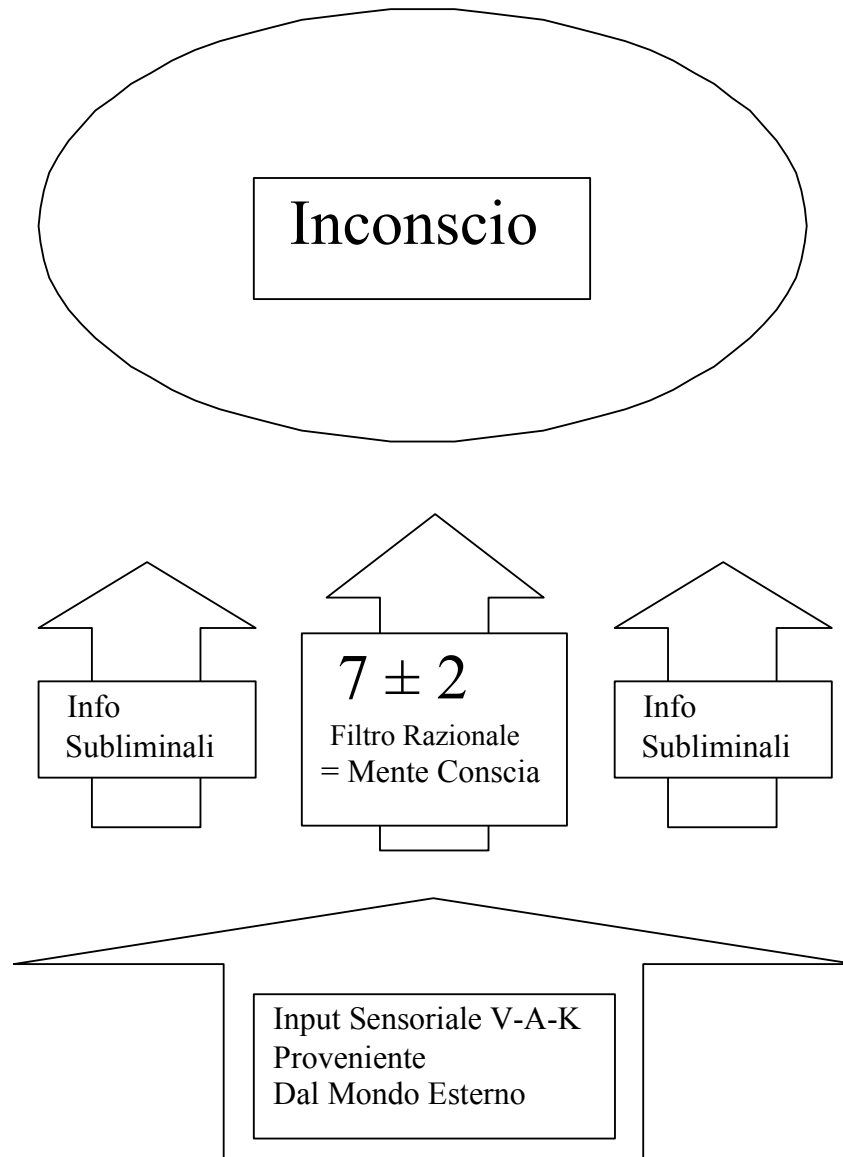 Inconscio
Info
Subliminali
7 ± 2
Filtro Razionale
= Mente Conscia
Info
Subliminali
Input Sensoriale V-A-K
Proveniente
Dal Mondo Esterno